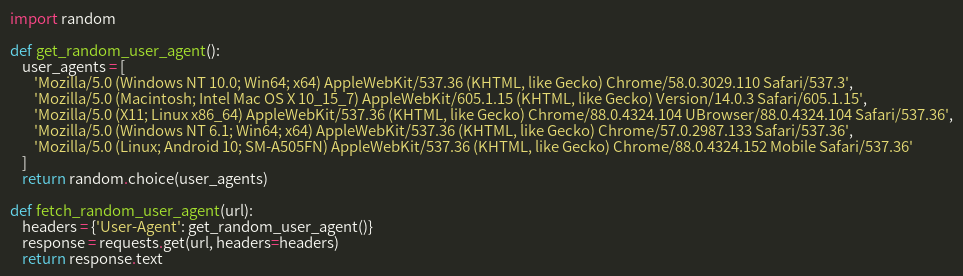 import random

def get_random_user_agent():
    user_agents = [
        'Mozilla/5.0 (Windows NT 10.0; Win64; x64) AppleWebKit/537.36 (KHTML, like Gecko) Chrome/58.0.3029.110 Safari/537.3',
        'Mozilla/5.0 (Macintosh; Intel Mac OS X 10_15_7) AppleWebKit/605.1.15 (KHTML, like Gecko) Version/14.0.3 Safari/605.1.15',
        'Mozilla/5.0 (X11; Linux x86_64) AppleWebKit/537.36 (KHTML, like Gecko) Chrome/88.0.4324.104 UBrowser/88.0.4324.104 Safari/537.36',
        'Mozilla/5.0 (Windows NT 6.1; Win64; x64) AppleWebKit/537.36 (KHTML, like Gecko) Chrome/57.0.2987.133 Safari/537.36',
        'Mozilla/5.0 (Linux; Android 10; SM-A505FN) AppleWebKit/537.36 (KHTML, like Gecko) Chrome/88.0.4324.152 Mobile Safari/537.36'
    ]
    return random.choice(user_agents)

def fetch_random_user_agent(url):
    headers = {'User-Agent': get_random_user_agent()}
    response = requests.get(url, headers=headers)
    return response.text